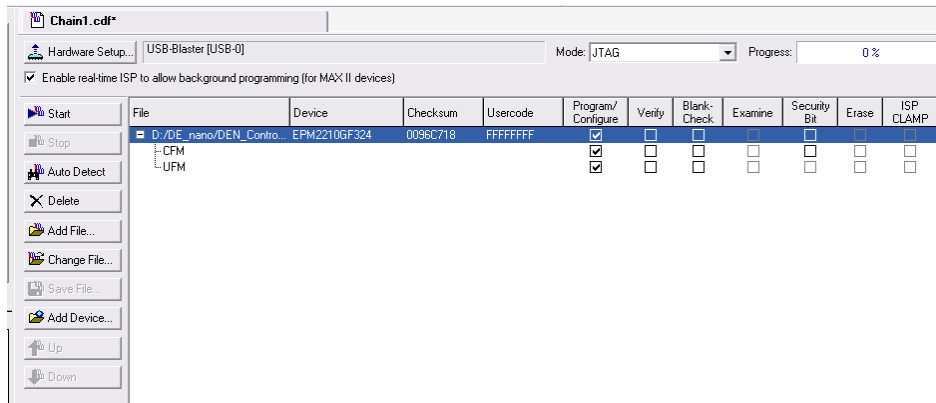 Chain1.cdf*
Hardware Setup... USB-Blaster [USB-0] Mode: JTAG Progress: 0 %
Enable real-time ISP to allow background programming (for MAX II devices)
Start
Stop
Auto Detect
Delete
Add File...
Change File...
Save File...
Add Device...
Up
Down
File Device Checksum Usercode Program/ Configure Verify Blank- Check Examine Security Bit Erase ISP CLAMP
D:/DE_nano/DEN_Contro... EPM2210GF324 0096C718 FFFFFFFF
CFM
UFM